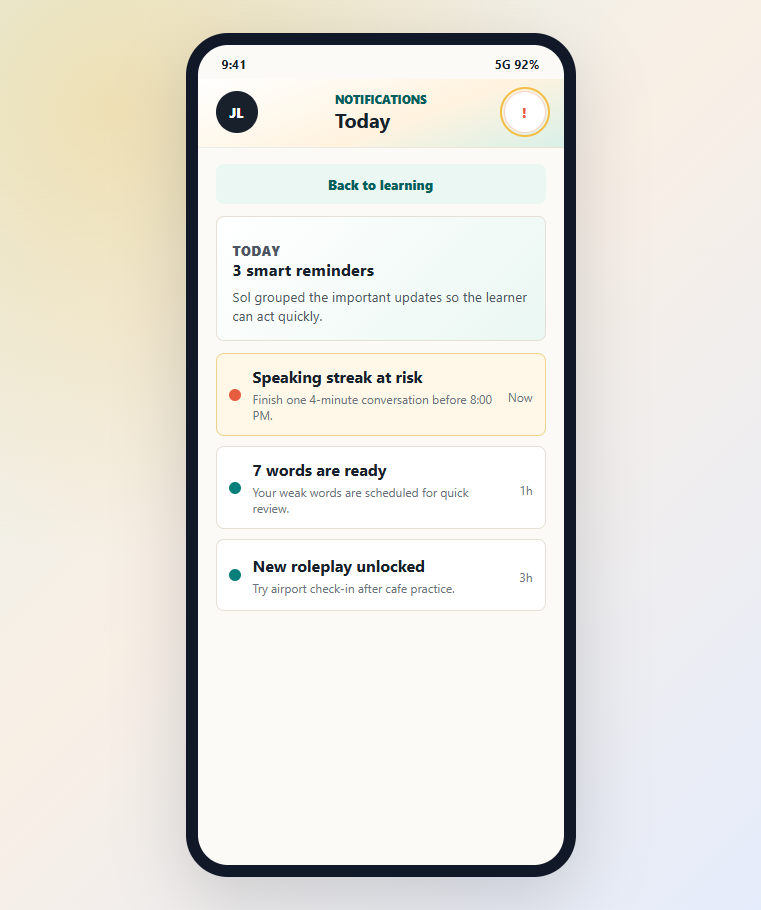 9:41
5G 92%
JL
NOTIFICATIONS
Today
!
Back to learning
TODAY
3 smart reminders
Sol grouped the important updates so the learner
can act quickly.
Speaking streak at risk
Finish one 4-minute conversation before 8:00
PM.
Now
7 words are ready
Your weak words are scheduled for quick
review.
1h
New roleplay unlocked
Try airport check-in after cafe practice.
3h